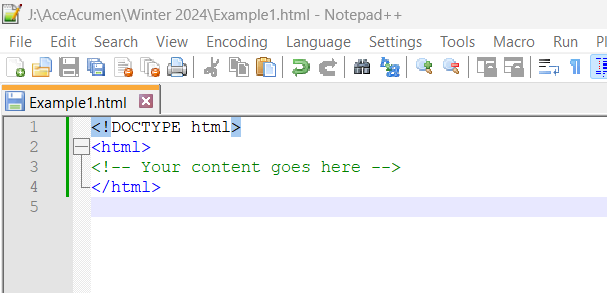 J:\AceAcumen\Winter 2024\Example1.html - Notepad++
File Edit Search View Encoding Language Settings Tools Macro Run Pl
Example1.html
1 <!DOCTYPE html>
2 <html>
3 <!-- Your content goes here -->
4 </html>
5